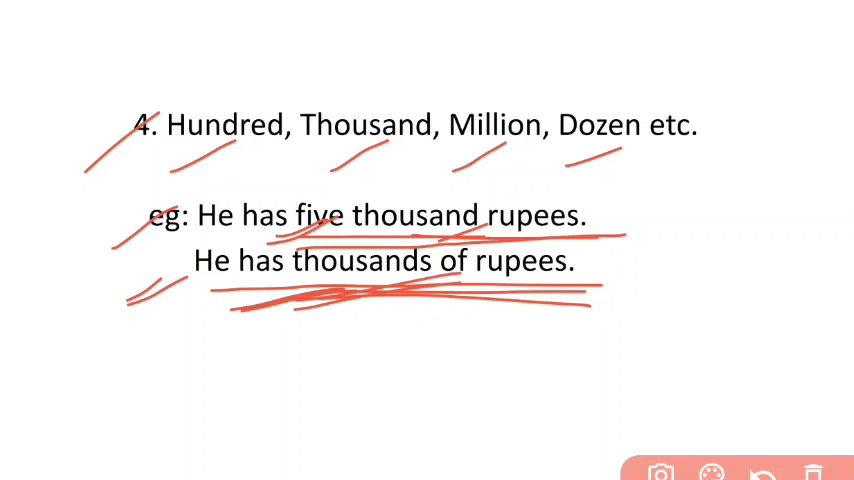 4. Hundred, Thousand, Million, Dozen etc.
eg: He has five thousand rupees.
He has thousands of rupees.